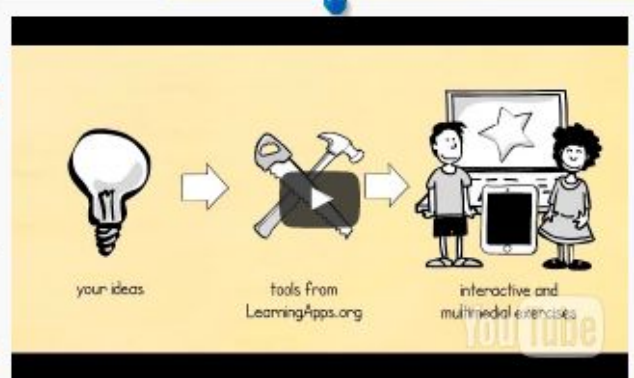 your ideas
tools from
LearningApps.org
interactive and
multimedial exercises
YouTube